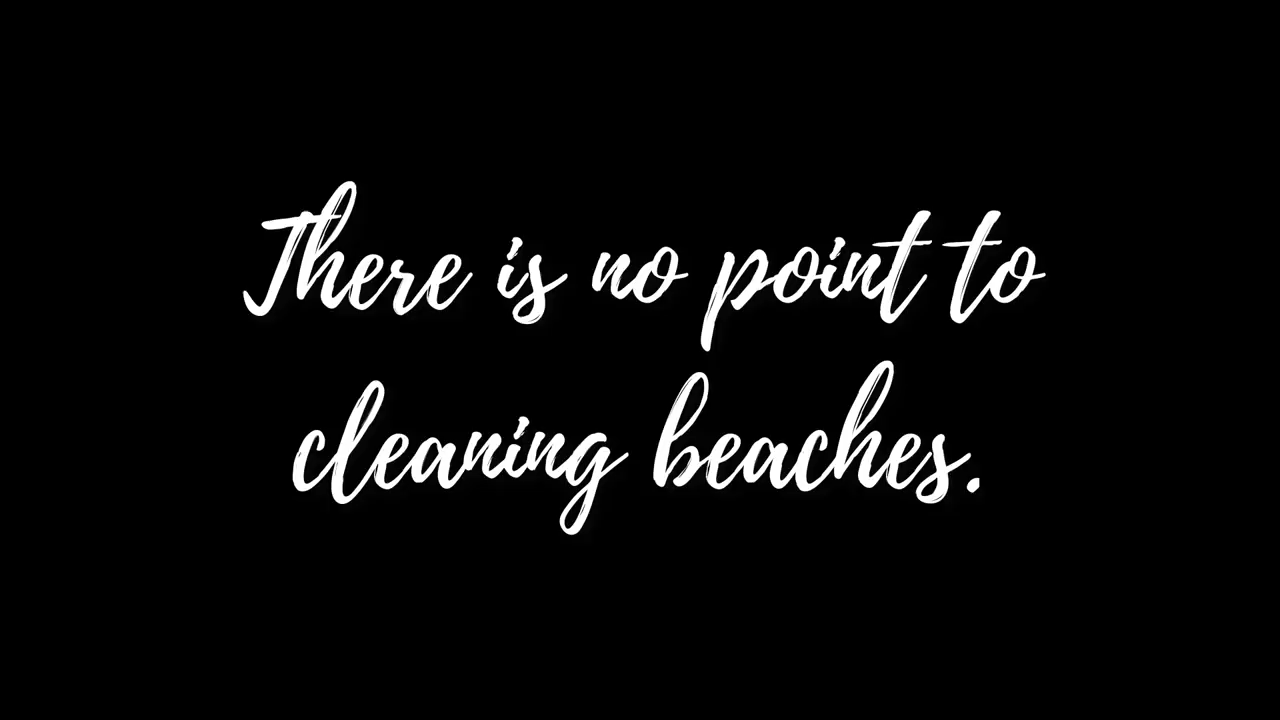 There is no point to
cleaning beaches.